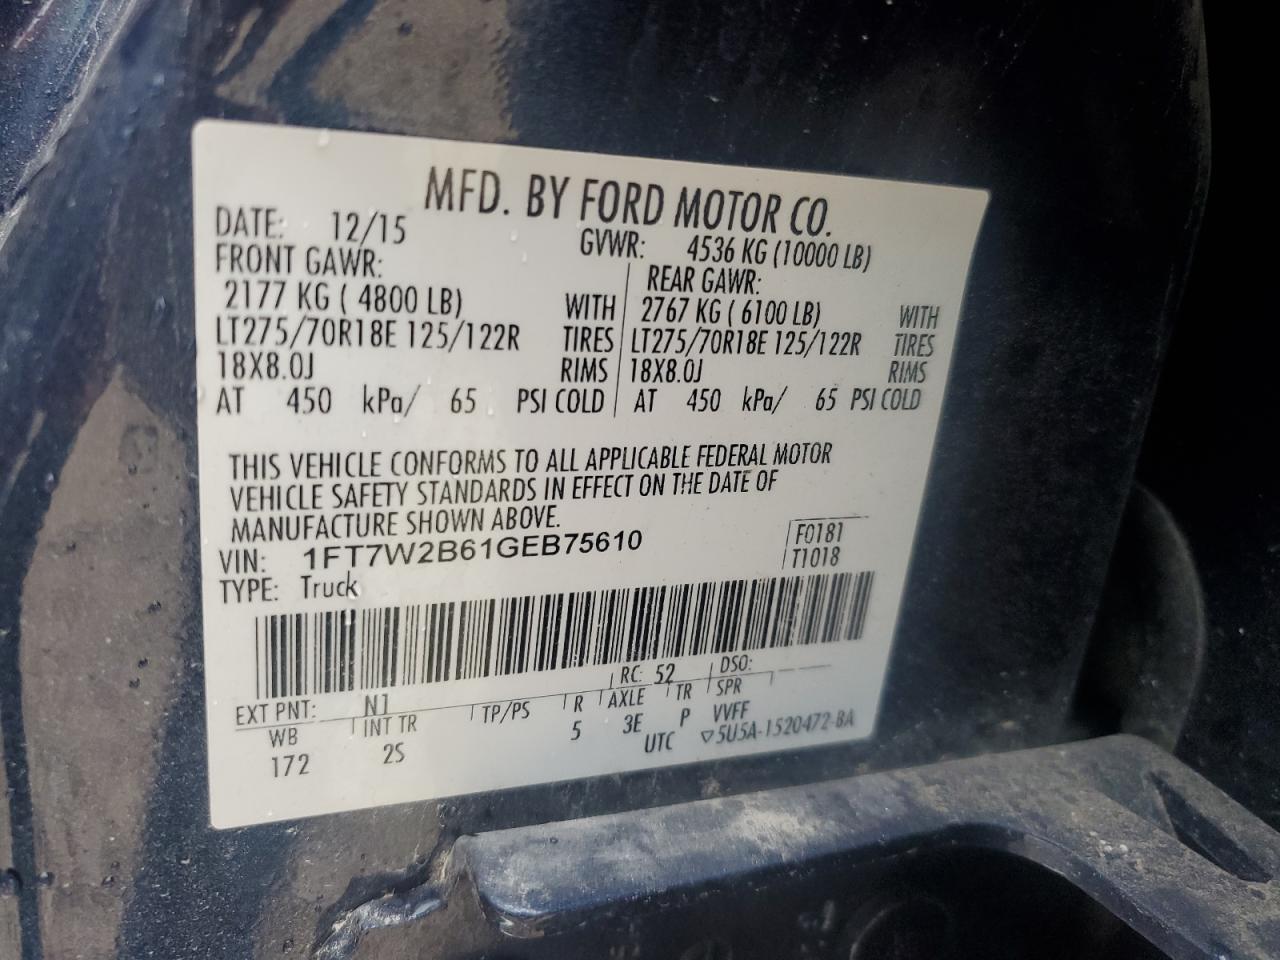 MFD. BY FORD MOTOR CO.
DATE: 12/15 GVWR: 4536 KG (10000 LB)
FRONT GAWR: REAR GAWR:
2177 KG ( 4800 LB) WITH 2767 KG ( 6100 LB) WITH
LT275/70R18E 125/122R TIRES LT275/70R18E 125/122R TIRES
18X8.0J RIMS 18X8.0J RIMS
AT 450 kPa/ 65 PSI COLD AT 450 kPa/ 65 PSI COLD
THIS VEHICLE CONFORMS TO ALL APPLICABLE FEDERAL MOTOR
VEHICLE SAFETY STANDARDS IN EFFECT ON THE DATE OF
MANUFACTURE SHOWN ABOVE.
VIN: 1FT7W2B61GEB75610 F0181
TYPE: Truck T1018
EXT PNT: N1 RC: 52 DSO:
WB INT TR TP/PS R AXLE TR SPR
172 2S 5 3E P VVFF
UTC ▽5U5A-1520472-BA